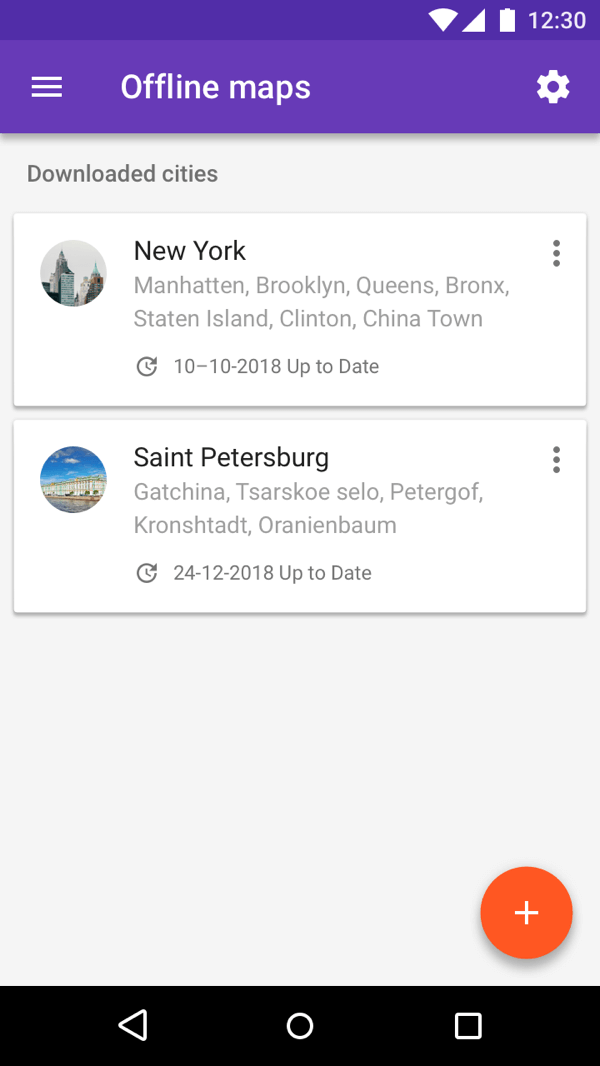 12:30
Offline maps
Downloaded cities
New York
Manhatten, Brooklyn, Queens, Bronx,
Staten Island, Clinton, China Town
10–10-2018 Up to Date
Saint Petersburg
Gatchina, Tsarskoe selo, Petergof,
Kronshtadt, Oranienbaum
24-12-2018 Up to Date